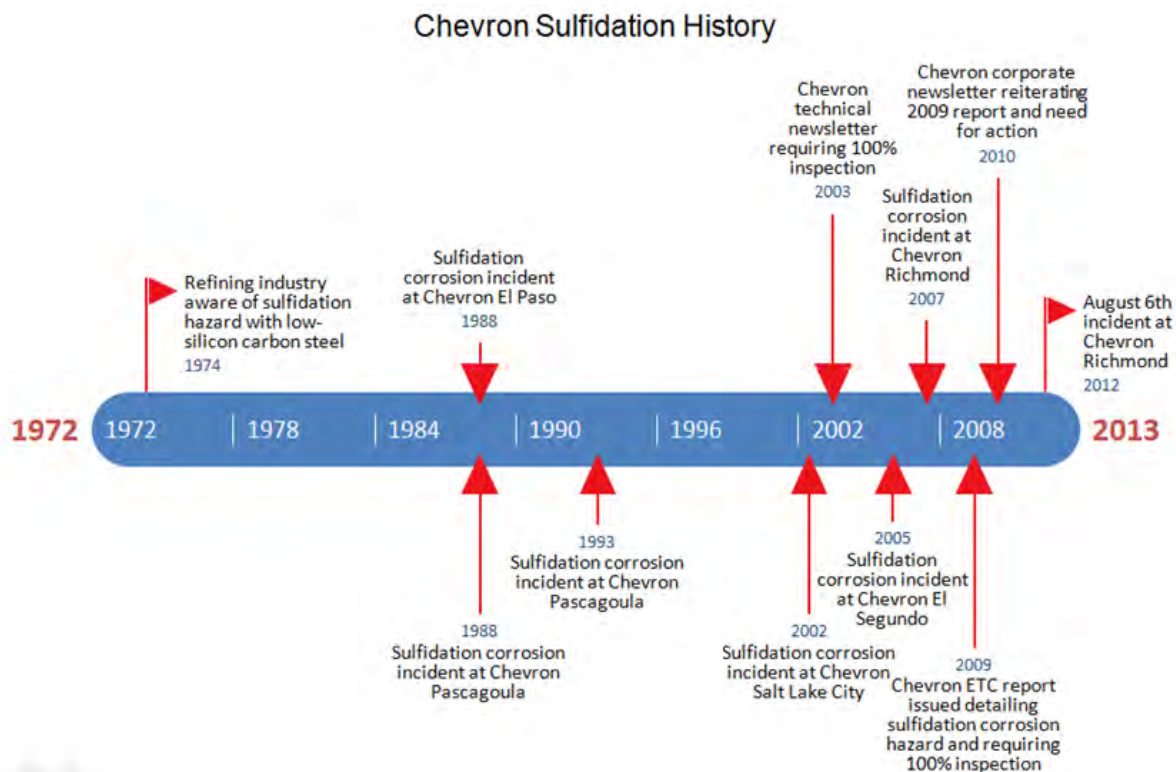 Chevron Sulfidation History
Chevron corporate
newsletter reiterating
2009 report and need
for action
2010
Chevron
technical
newsletter
requiring 100%
inspection
2003
Sulfidation
corrosion
incident at
Chevron
Richmond
2007
Sulfidation
corrosion incident
at Chevron El Paso
1988
Refining industry
aware of sulfidation
hazard with low-
silicon carbon steel
1974
August 6th
incident at
Chevron
Richmond
2012
1972
1972
1978
1984
1990
1996
2002
2008
2013
1988
Sulfidation corrosion
incident at Chevron
Pascagoula
1993
Sulfidation corrosion
incident at Chevron
Pascagoula
2002
Sulfidation corrosion
incident at Chevron
Salt Lake City
2005
Sulfidation
corrosion incident
at Chevron El
Segundo
2009
Chevron ETC report
issued detailing
sulfidation corrosion
hazard and requiring
100% inspection